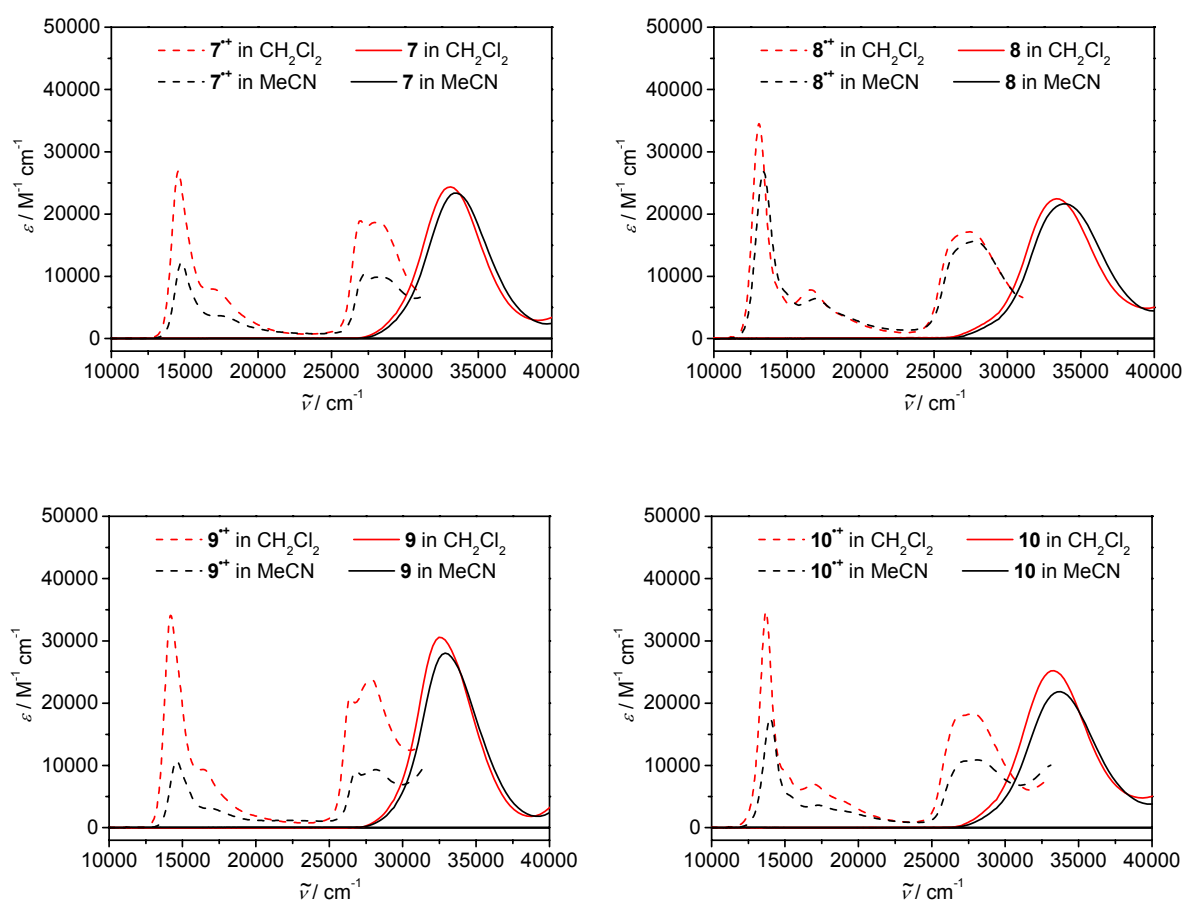 50000
40000
30000
20000
10000
0
ε / M⁻¹ cm⁻¹
7•+ in CH₂Cl₂ 7 in CH₂Cl₂
7•+ in MeCN 7 in MeCN
10000 15000 20000 25000 30000 35000 40000
ṽ / cm⁻¹
50000
40000
30000
20000
10000
0
ε / M⁻¹ cm⁻¹
8•+ in CH₂Cl₂ 8 in CH₂Cl₂
8•+ in MeCN 8 in MeCN
10000 15000 20000 25000 30000 35000 40000
ṽ / cm⁻¹
50000
40000
30000
20000
10000
0
ε / M⁻¹ cm⁻¹
9•+ in CH₂Cl₂ 9 in CH₂Cl₂
9•+ in MeCN 9 in MeCN
10000 15000 20000 25000 30000 35000 40000
ṽ / cm⁻¹
50000
40000
30000
20000
10000
0
ε / M⁻¹ cm⁻¹
10•+ in CH₂Cl₂ 10 in CH₂Cl₂
10•+ in MeCN 10 in MeCN
10000 15000 20000 25000 30000 35000 40000
ṽ / cm⁻¹